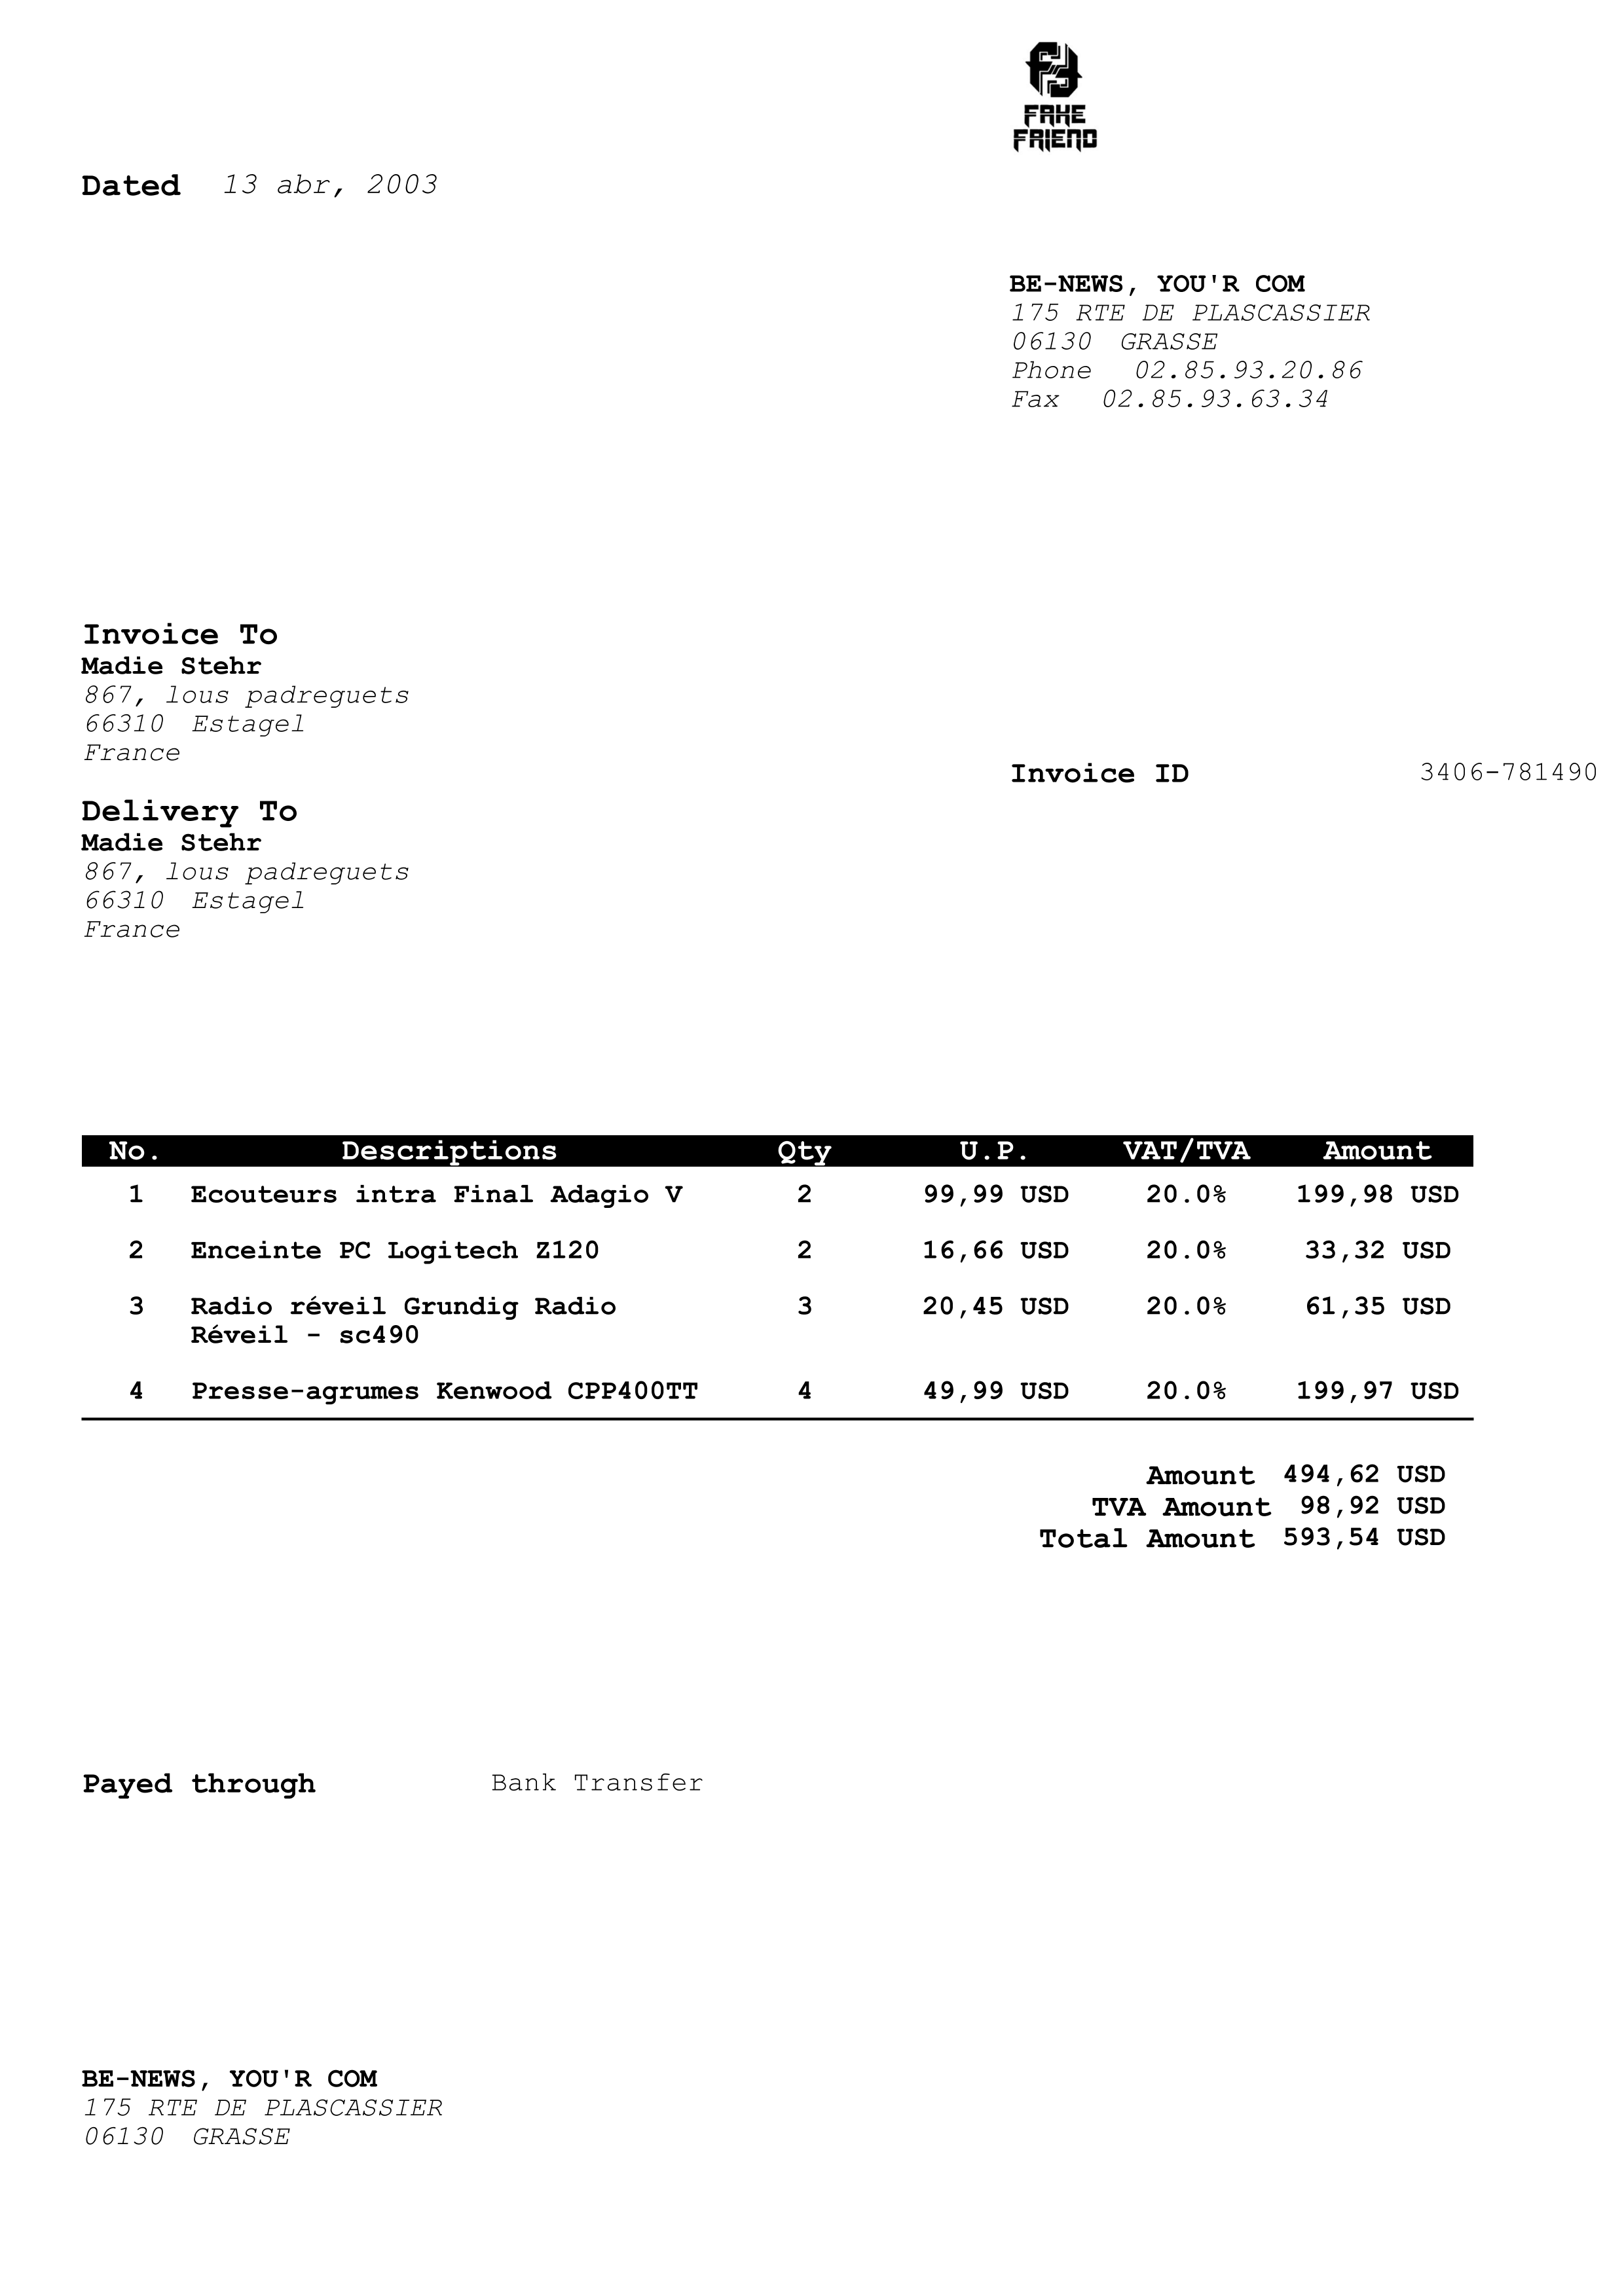 FAKE
FRIEND
Dated 13 abr, 2003
BE-NEWS, YOU'R COM
175 RTE DE PLASCASSIER
06130 GRASSE
Phone 02.85.93.20.86
Fax 02.85.93.63.34
Invoice To
Madie Stehr
867, lous padreguets
66310 Estagel
France
Invoice ID 3406-781490
Delivery To
Madie Stehr
867, lous padreguets
66310 Estagel
France
No. Descriptions Qty U.P. VAT/TVA Amount
1 Ecouteurs intra Final Adagio V 2 99,99 USD 20.0% 199,98 USD
2 Enceinte PC Logitech Z120 2 16,66 USD 20.0% 33,32 USD
3 Radio réveil Grundig Radio 3 20,45 USD 20.0% 61,35 USD
Réveil - sc490
4 Presse-agrumes Kenwood CPP400TT 4 49,99 USD 20.0% 199,97 USD
Amount 494,62 USD
TVA Amount 98,92 USD
Total Amount 593,54 USD
Payed through Bank Transfer
BE-NEWS, YOU'R COM
175 RTE DE PLASCASSIER
06130 GRASSE